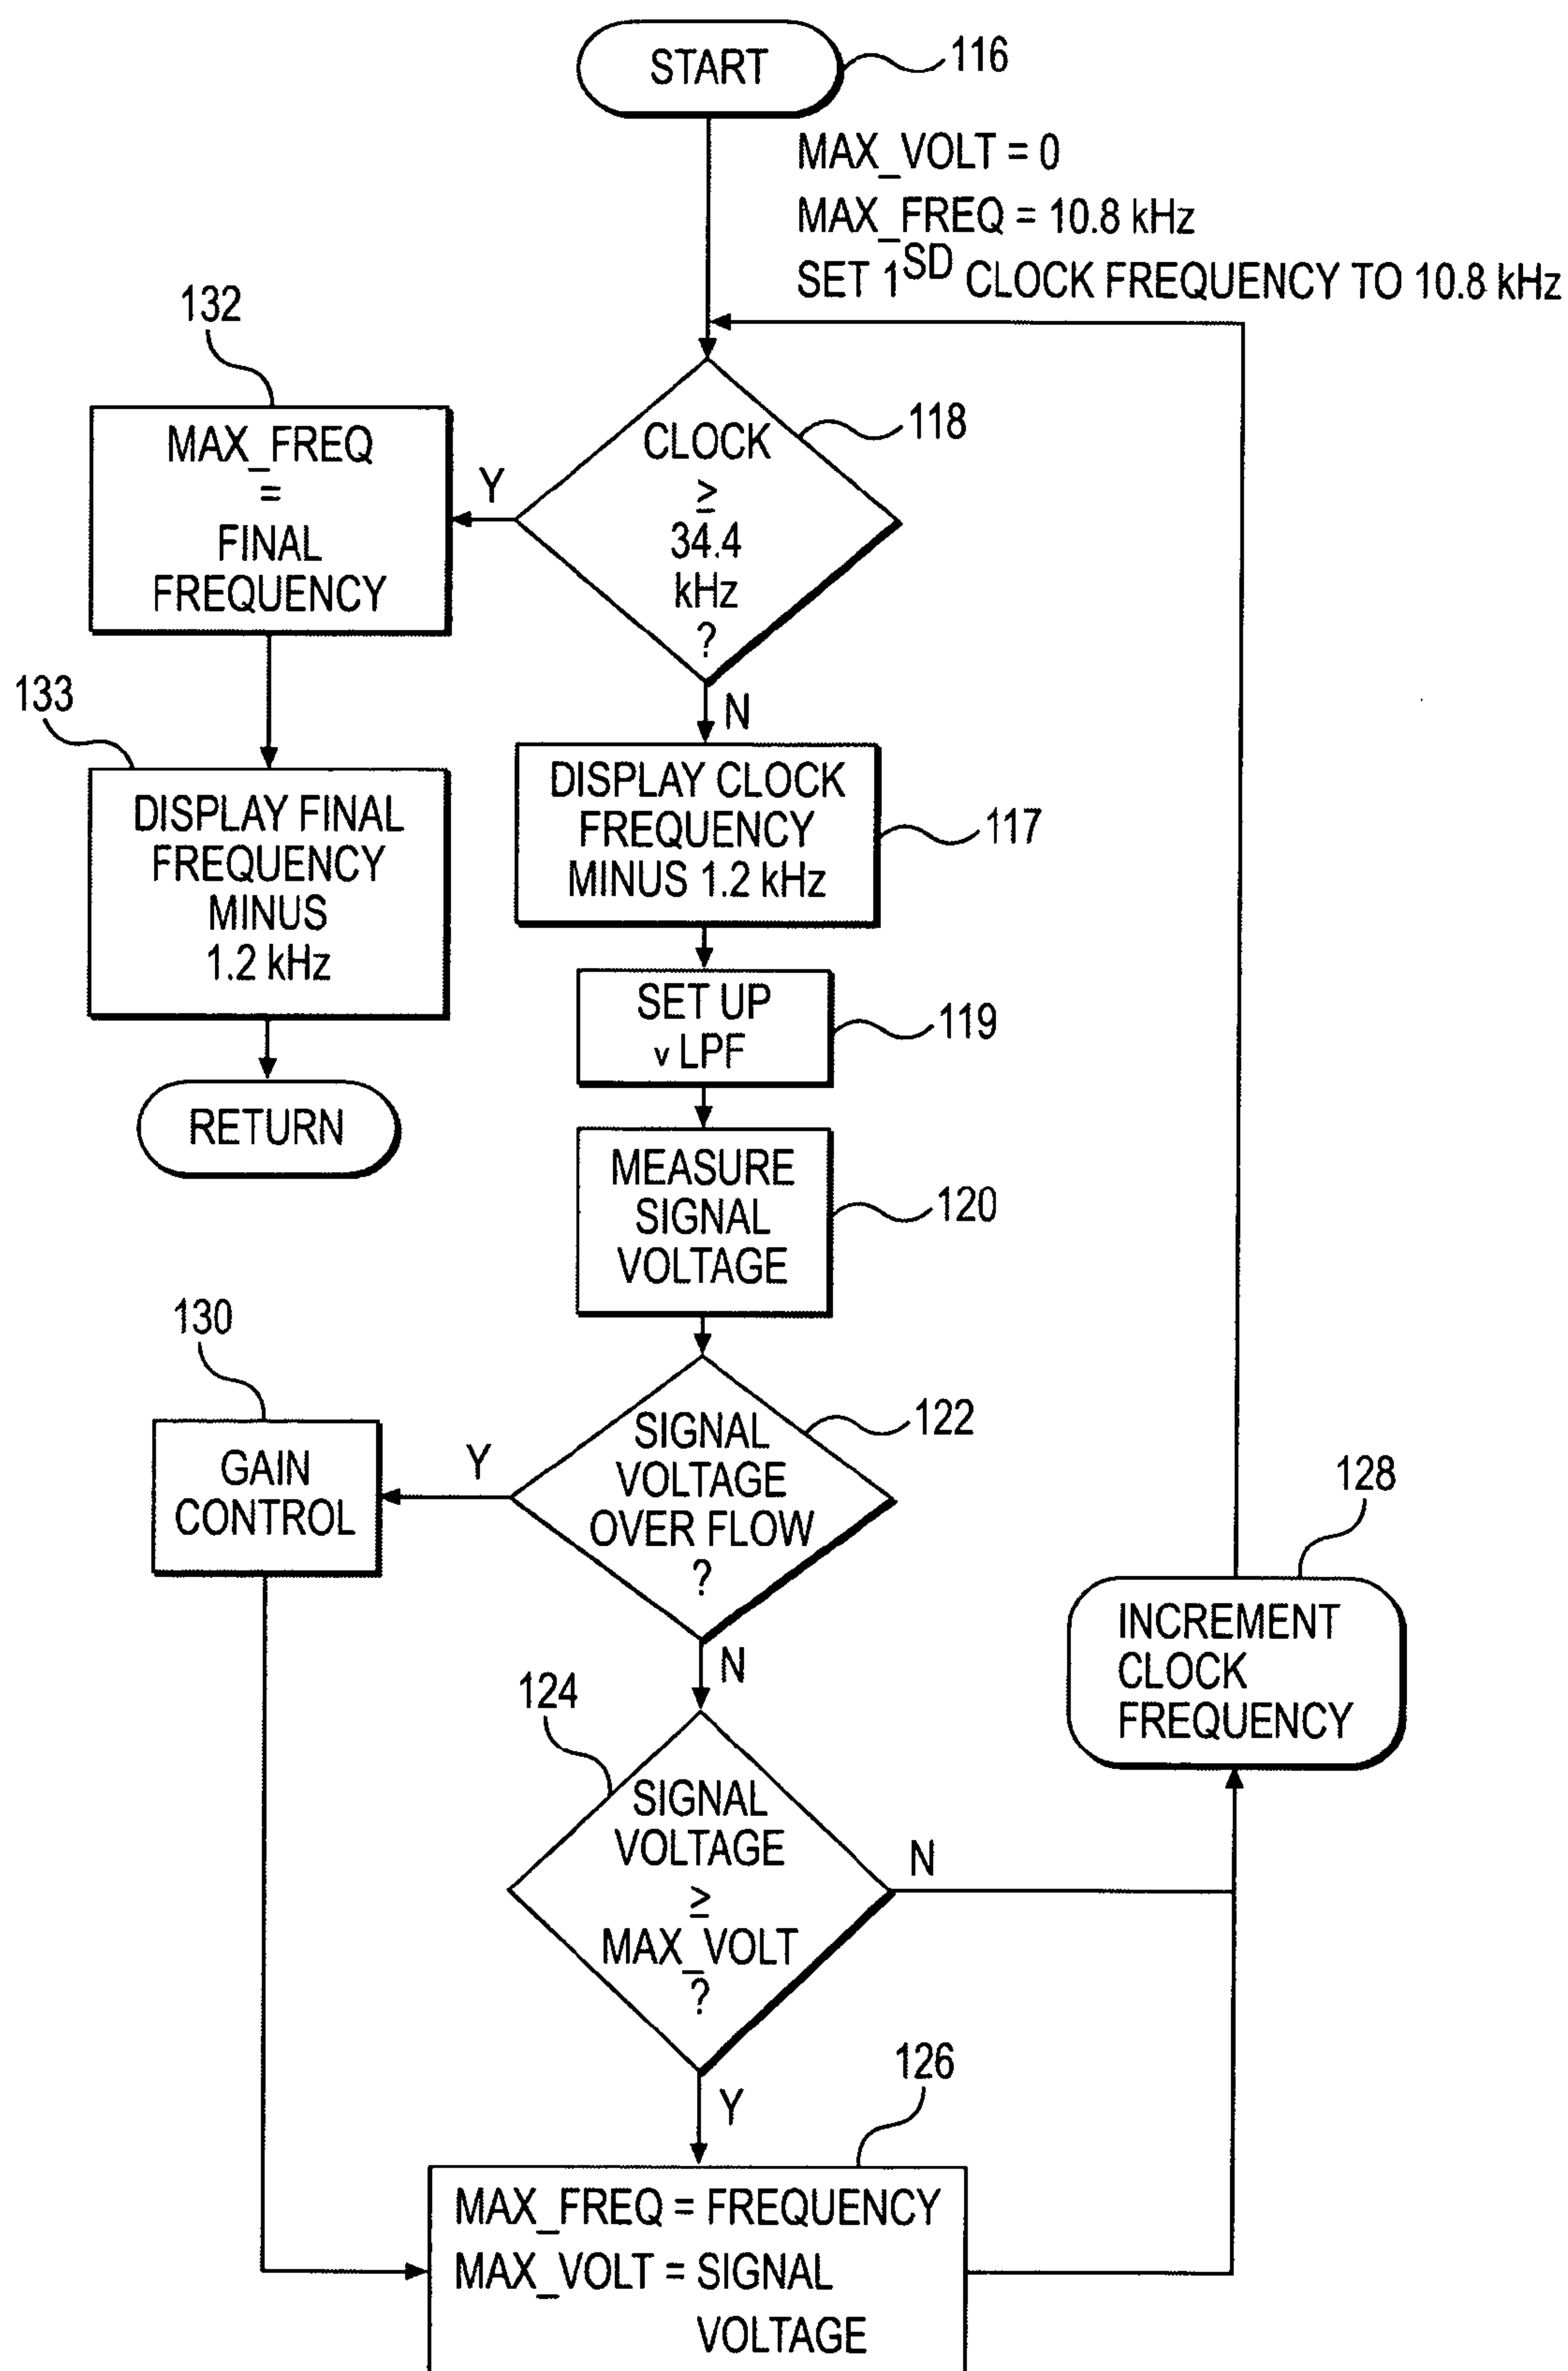 START
116
MAX_VOLT = 0
MAX_FREQ = 10.8 kHz
SET 1SD CLOCK FREQUENCY TO 10.8 kHz
132
MAX_FREQ
=
FINAL
FREQUENCY
Y
CLOCK
≥
34.4
kHz
?
118
N
133
DISPLAY FINAL
FREQUENCY
MINUS
1.2 kHz
RETURN
DISPLAY CLOCK
FREQUENCY
MINUS 1.2 kHz
117
SET UP
v LPF
119
MEASURE
SIGNAL
VOLTAGE
120
130
GAIN
CONTROL
Y
SIGNAL
VOLTAGE
OVER FLOW
?
122
N
128
INCREMENT
CLOCK
FREQUENCY
124
SIGNAL
VOLTAGE
≥
MAX_VOLT
?
N
Y
126
MAX_FREQ = FREQUENCY
MAX_VOLT = SIGNAL
VOLTAGE